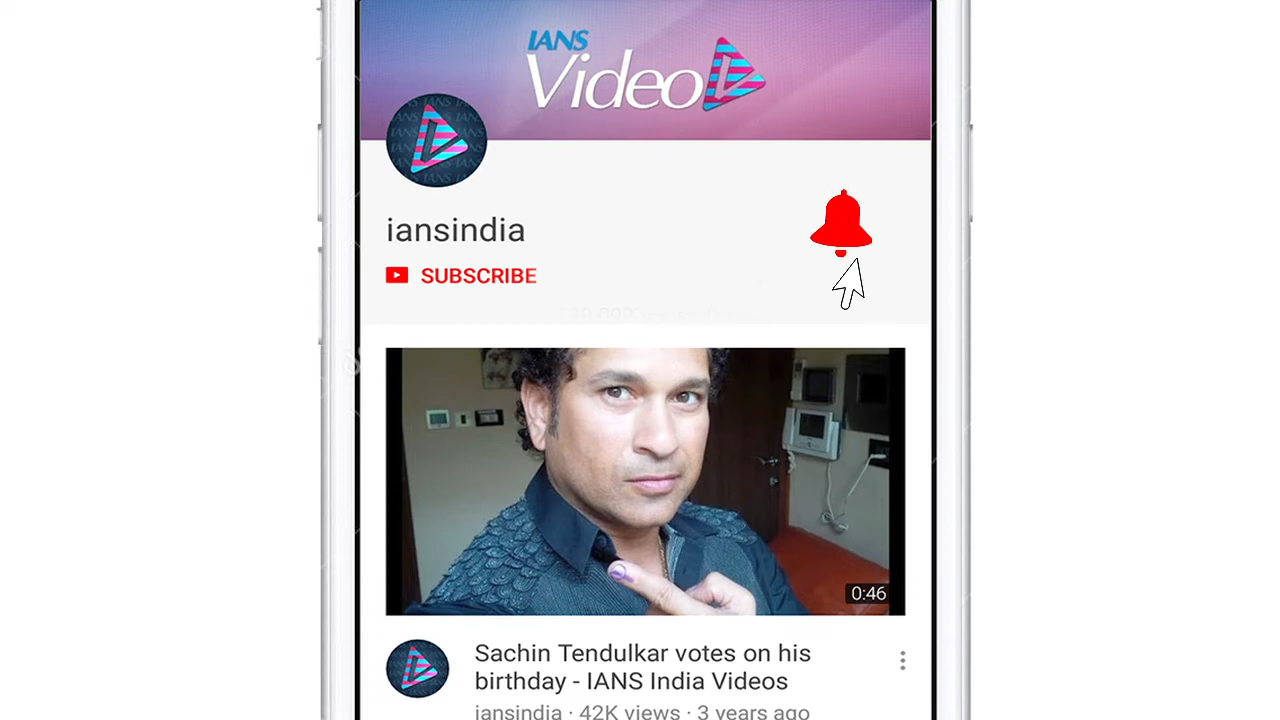 IANS
Video
iansindia
SUBSCRIBE
0:46
Sachin Tendulkar votes on his
birthday - IANS India Videos
iansindia · 42K views · 3 years ago